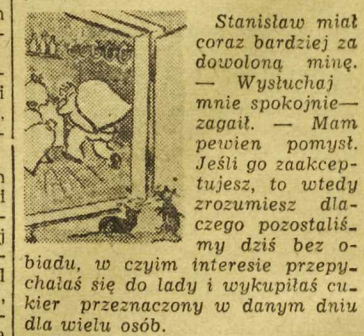 Stanisław miał
coraz bardziej za
dowoloną minę.
— Wysłuchaj
mnie spokojnie—
zagaił. — Mam
pewien pomysł.
Jeśli go zaakcep-
tujesz, to wtedy
zrozumiesz dla-
czego pozostaliś-
my dziś bez o-
biadu, w czyim interesie przepy-
chałaś się do lady i wykupiłaś cu-
kier przeznaczony w danym dniu
dla wielu osób.